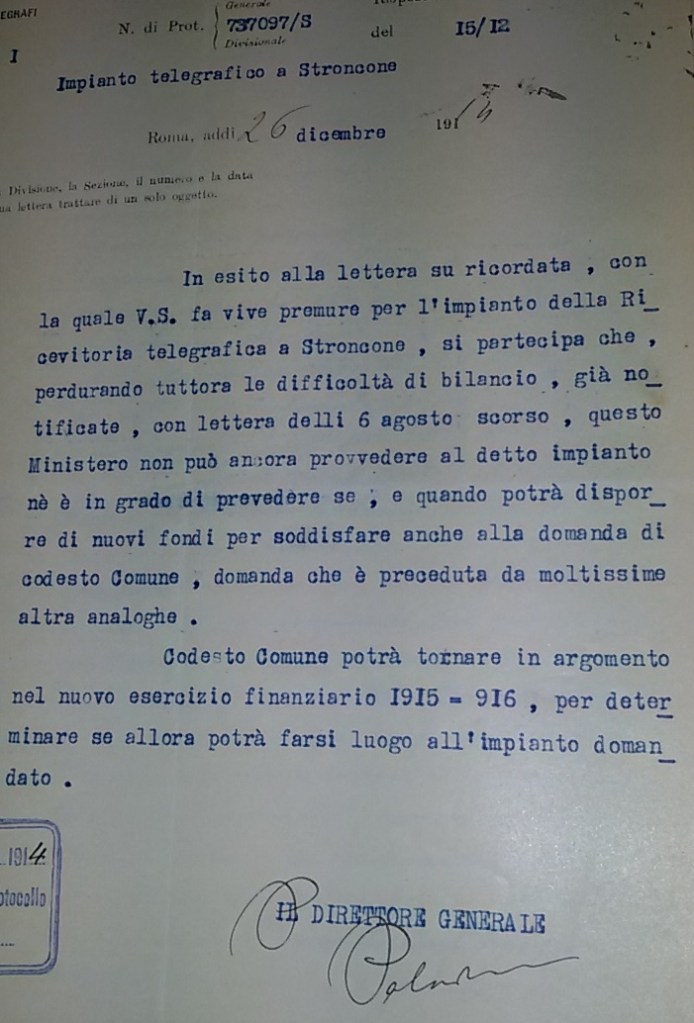 EGRAFI
Generale
N. di Prot. 737097/S del 15/12
Divisionale
I
Impianto telegrafico a Stroncone
Roma, addì 26 dicembre 1914
Divisione, la Sezione, il numero e la data
na lettera trattare di un solo oggetto.
In esito alla lettera su ricordata , con
la quale V.S. fa vive premure per l'impianto della Ri_
cevitoria telegrafica a Stroncone , si partecipa che ,
perdurando tuttora le difficoltà di bilancio , già no_
tificate , con lettera delli 6 agosto scorso , questo
Ministero non può ancora provvedere al detto impianto
nè è in grado di prevedere se , e quando potrà dispor_
re di nuovi fondi per soddisfare anche alla domanda di
codesto Comune , domanda che è preceduta da moltissime
altra analoghe .
Codesto Comune potrà tornare in argomento
nel nuovo esercizio finanziario 1915 = 916 , per deter_
minare se allora potrà farsi luogo all'impianto doman_
dato .
1914
otocollo
IL DIRETTORE GENERALE